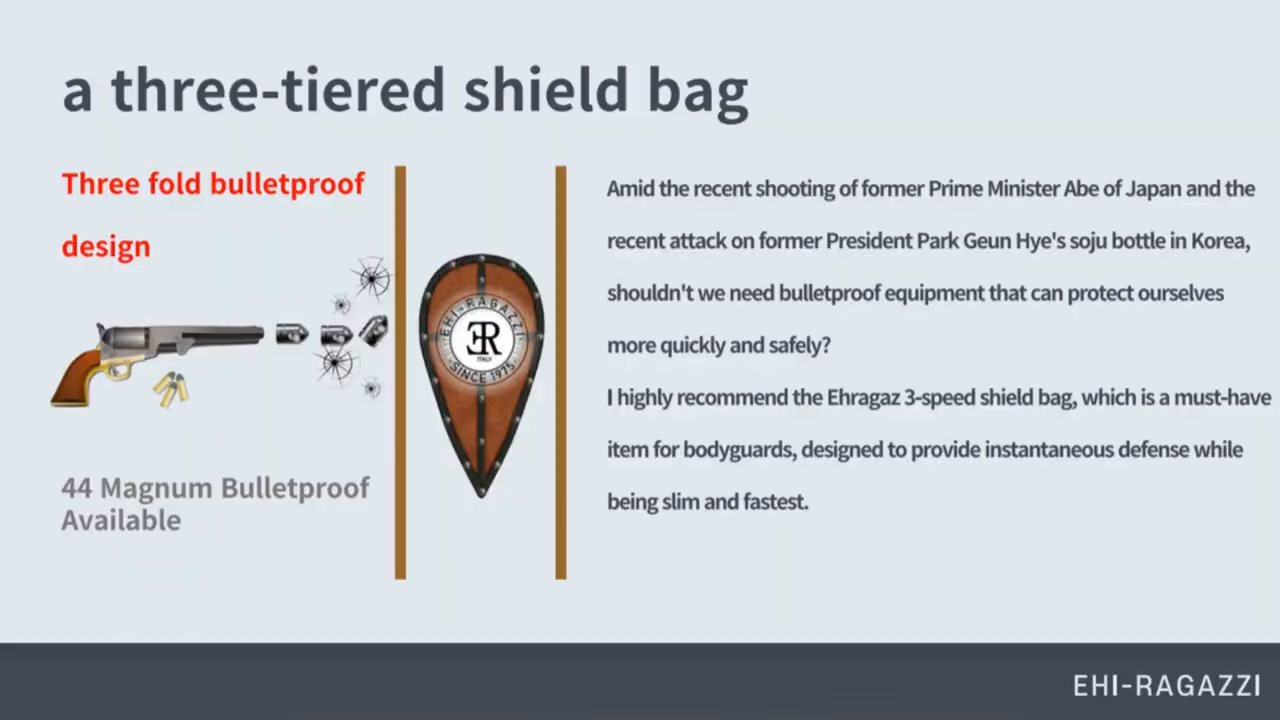 a three-tiered shield bag
Three fold bulletproof
design
44 Magnum Bulletproof
Available
EHI-RAGAZZI
ER
ITALY
SINCE 1975
Amid the recent shooting of former Prime Minister Abe of Japan and the
recent attack on former President Park Geun Hye's soju bottle in Korea,
shouldn't we need bulletproof equipment that can protect ourselves
more quickly and safely?
I highly recommend the Ehragaz 3-speed shield bag, which is a must-have
item for bodyguards, designed to provide instantaneous defense while
being slim and fastest.
EHI-RAGAZZI